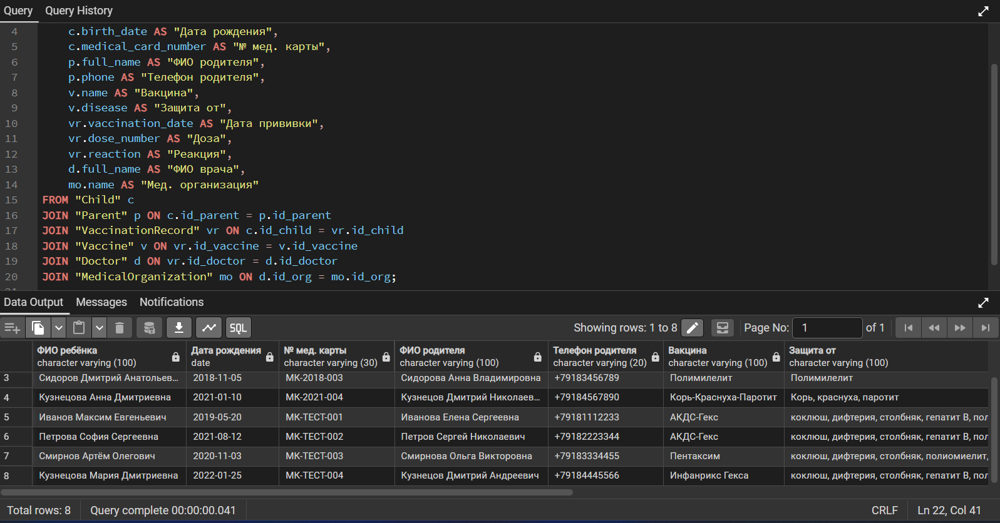 Query Query History
4 c.birth_date AS "Дата рождения",
5 c.medical_card_number AS "№ мед. карты",
6 p.full_name AS "ФИО родителя",
7 p.phone AS "Телефон родителя",
8 v.name AS "Вакцина",
9 v.disease AS "Защита от",
10 vr.vaccination_date AS "Дата прививки",
11 vr.dose_number AS "Доза",
12 vr.reaction AS "Реакция",
13 d.full_name AS "ФИО врача",
14 mo.name AS "Мед. организация"
15 FROM "Child" c
16 JOIN "Parent" p ON c.id_parent = p.id_parent
17 JOIN "VaccinationRecord" vr ON c.id_child = vr.id_child
18 JOIN "Vaccine" v ON vr.id_vaccine = v.id_vaccine
19 JOIN "Doctor" d ON vr.id_doctor = d.id_doctor
20 JOIN "MedicalOrganization" mo ON d.id_org = mo.id_org;
Data Output Messages Notifications
SQL Showing rows: 1 to 8 Page No: 1 of 1
ФИО ребёнка Дата рождения № мед. карты ФИО родителя Телефон родителя Вакцина Защита от
character varying (100) date character varying (30) character varying (100) character varying (20) character varying (100) character varying (100)
3 Сидоров Дмитрий Анатольев... 2018-11-05 МК-2018-003 Сидорова Анна Владимировна +79183456789 Полимилелит Полимилелит
4 Кузнецова Анна Дмитриевна 2021-01-10 МК-2021-004 Кузнецов Дмитрий Николаев... +79184567890 Корь-Краснуха-Паротит Корь, краснуха, паротит
5 Иванов Максим Евгеньевич 2019-05-20 МК-ТЕСТ-001 Иванова Елена Сергеевна +79181112233 АКДС-Гекс коклюш, дифтерия, столбняк, гепатит В, пол
6 Петрова София Сергеевна 2021-08-12 МК-ТЕСТ-002 Петров Сергей Николаевич +79182223344 АКДС-Гекс коклюш, дифтерия, столбняк, гепатит В, пол
7 Смирнов Артём Олегович 2020-11-03 МК-ТЕСТ-003 Смирнова Ольга Викторовна +79183334455 Пентаксим коклюш, дифтерия, столбняк, полиомиелит,
8 Кузнецова Мария Дмитриевна 2022-01-25 МК-ТЕСТ-004 Кузнецов Дмитрий Андреевич +79184445566 Инфанрикс Гекса коклюш, дифтерия, столбняк, гепатит В, пол
Total rows: 8 Query complete 00:00:00.041 CRLF Ln 22, Col 41